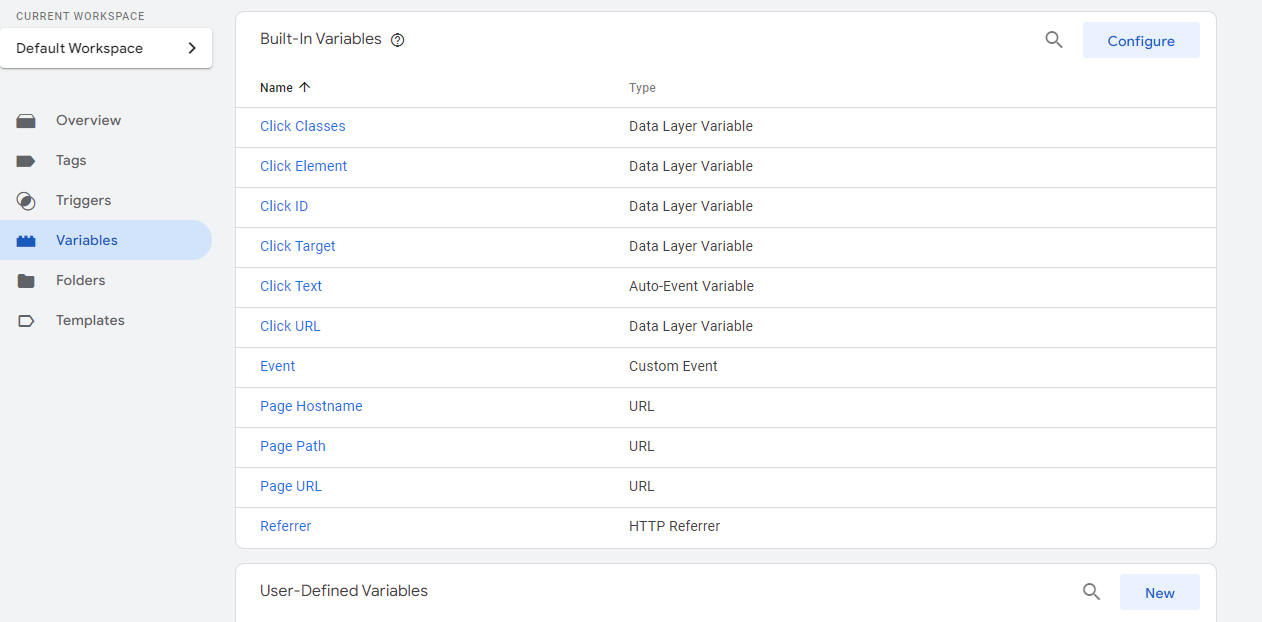 CURRENT WORKSPACE
Default Workspace
Overview
Tags
Triggers
Variables
Folders
Templates
Built-In Variables
Configure
Name Type
Click Classes Data Layer Variable
Click Element Data Layer Variable
Click ID Data Layer Variable
Click Target Data Layer Variable
Click Text Auto-Event Variable
Click URL Data Layer Variable
Event Custom Event
Page Hostname URL
Page Path URL
Page URL URL
Referrer HTTP Referrer
User-Defined Variables
New